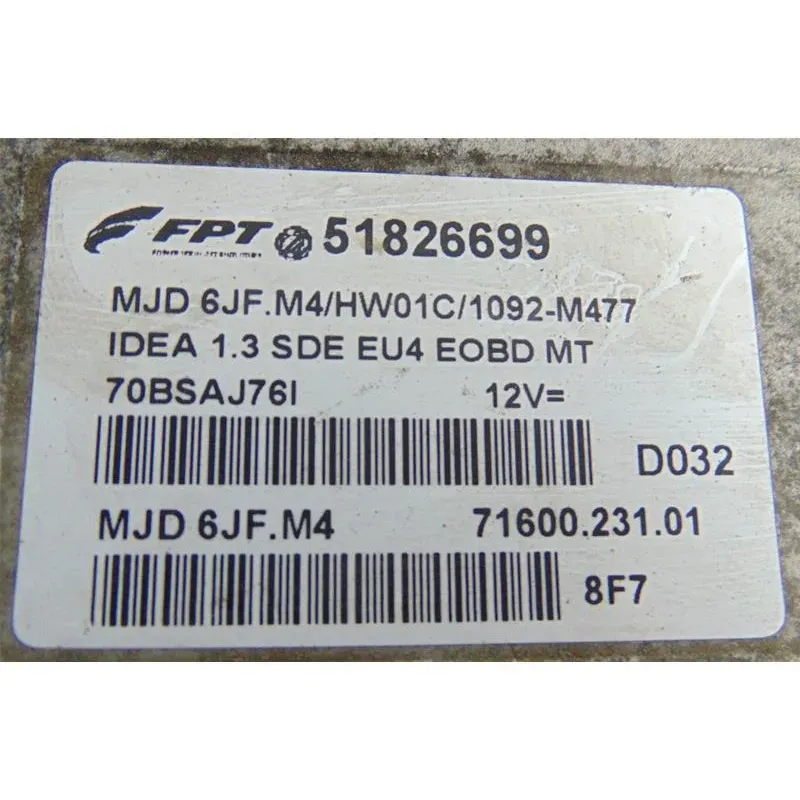 FPT 51826699
MJD 6JF.M4/HW01C/1092-M477
IDEA 1.3 SDE EU4 EOBD MT
70BSAJ76I 12V=
D032
MJD 6JF.M4 71600.231.01
8F7